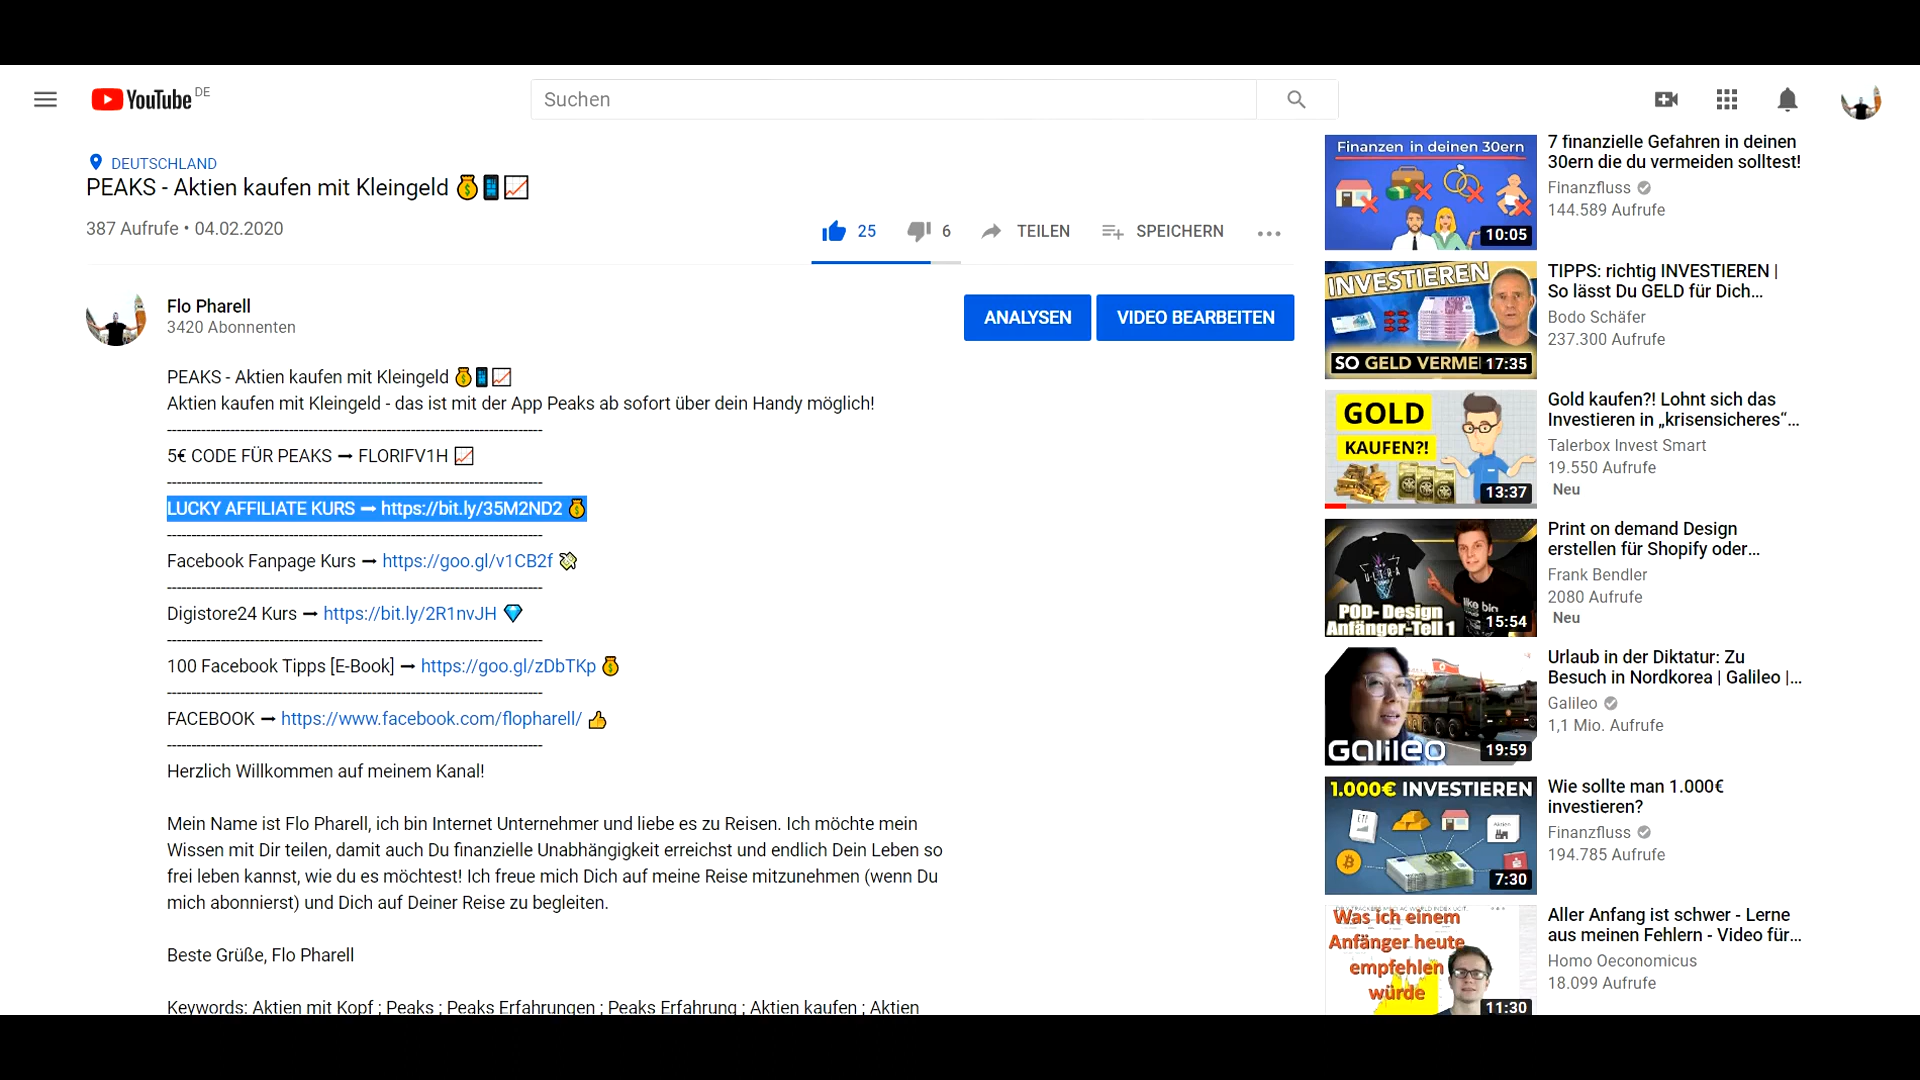 YouTube DE
Suchen
DEUTSCHLAND
PEAKS - Aktien kaufen mit Kleingeld 💰📱📈
387 Aufrufe • 04.02.2020
25
6
TEILEN
SPEICHERN
Flo Pharell
3420 Abonnenten
ANALYSEN
VIDEO BEARBEITEN
PEAKS - Aktien kaufen mit Kleingeld 💰📱📈
Aktien kaufen mit Kleingeld - das ist mit der App Peaks ab sofort über dein Handy möglich!
-----------------------------------------------------------------------------
5€ CODE FÜR PEAKS ➞ FLORIFV1H 📈
-----------------------------------------------------------------------------
LUCKY AFFILIATE KURS ➞ https://bit.ly/35M2ND2 💰
-----------------------------------------------------------------------------
Facebook Fanpage Kurs ➞ https://goo.gl/v1CB2f 💸
-----------------------------------------------------------------------------
Digistore24 Kurs ➞ https://bit.ly/2R1nvJH 💎
-----------------------------------------------------------------------------
100 Facebook Tipps [E-Book] ➞ https://goo.gl/zDbTKp 💰
-----------------------------------------------------------------------------
FACEBOOK ➞ https://www.facebook.com/flopharell/ 👍
-----------------------------------------------------------------------------
Herzlich Willkommen auf meinem Kanal!
Mein Name ist Flo Pharell, ich bin Internet Unternehmer und liebe es zu Reisen. Ich möchte mein
Wissen mit Dir teilen, damit auch Du finanzielle Unabhängigkeit erreichst und endlich Dein Leben so
frei leben kannst, wie du es möchtest! Ich freue mich Dich auf meine Reise mitzunehmen (wenn Du
mich abonnierst) und Dich auf Deiner Reise zu begleiten.
Beste Grüße, Flo Pharell
Keywords: Aktien mit Kopf ; Peaks ; Peaks Erfahrungen ; Peaks Erfahrung ; Aktien kaufen ; Aktien
Finanzen in deinen 30ern
10:05
7 finanzielle Gefahren in deinen
30ern die du vermeiden solltest!
Finanzfluss
144.589 Aufrufe
INVESTIEREN
SO GELD VERME
17:35
TIPPS: richtig INVESTIEREN |
So lässt Du GELD für Dich...
Bodo Schäfer
237.300 Aufrufe
GOLD
KAUFEN?!
13:37
Gold kaufen?! Lohnt sich das
Investieren in „krisensicheres“...
Talerbox Invest Smart
19.550 Aufrufe
Neu
ULTRA
like big
POD- Design
Anfänger-Teil 1
15:54
Print on demand Design
erstellen für Shopify oder...
Frank Bendler
2080 Aufrufe
Neu
Galileo
19:59
Urlaub in der Diktatur: Zu
Besuch in Nordkorea | Galileo |...
Galileo
1,1 Mio. Aufrufe
1.000€ INVESTIEREN
ETF
Aktien
7:30
Wie sollte man 1.000€
investieren?
Finanzfluss
194.785 Aufrufe
Was ich einem
Anfänger heute
empfehlen
würde
11:30
Aller Anfang ist schwer - Lerne
aus meinen Fehlern - Video für...
Homo Oeconomicus
18.099 Aufrufe